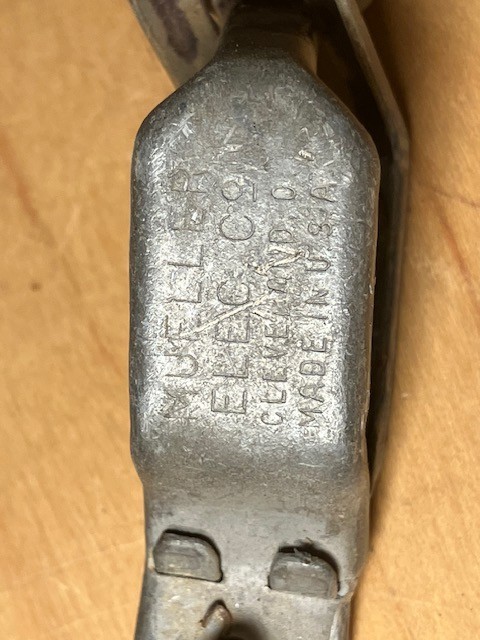 MUELLER
ELEC. CO.
CLEVELAND, O.
MADE IN U.S.A.